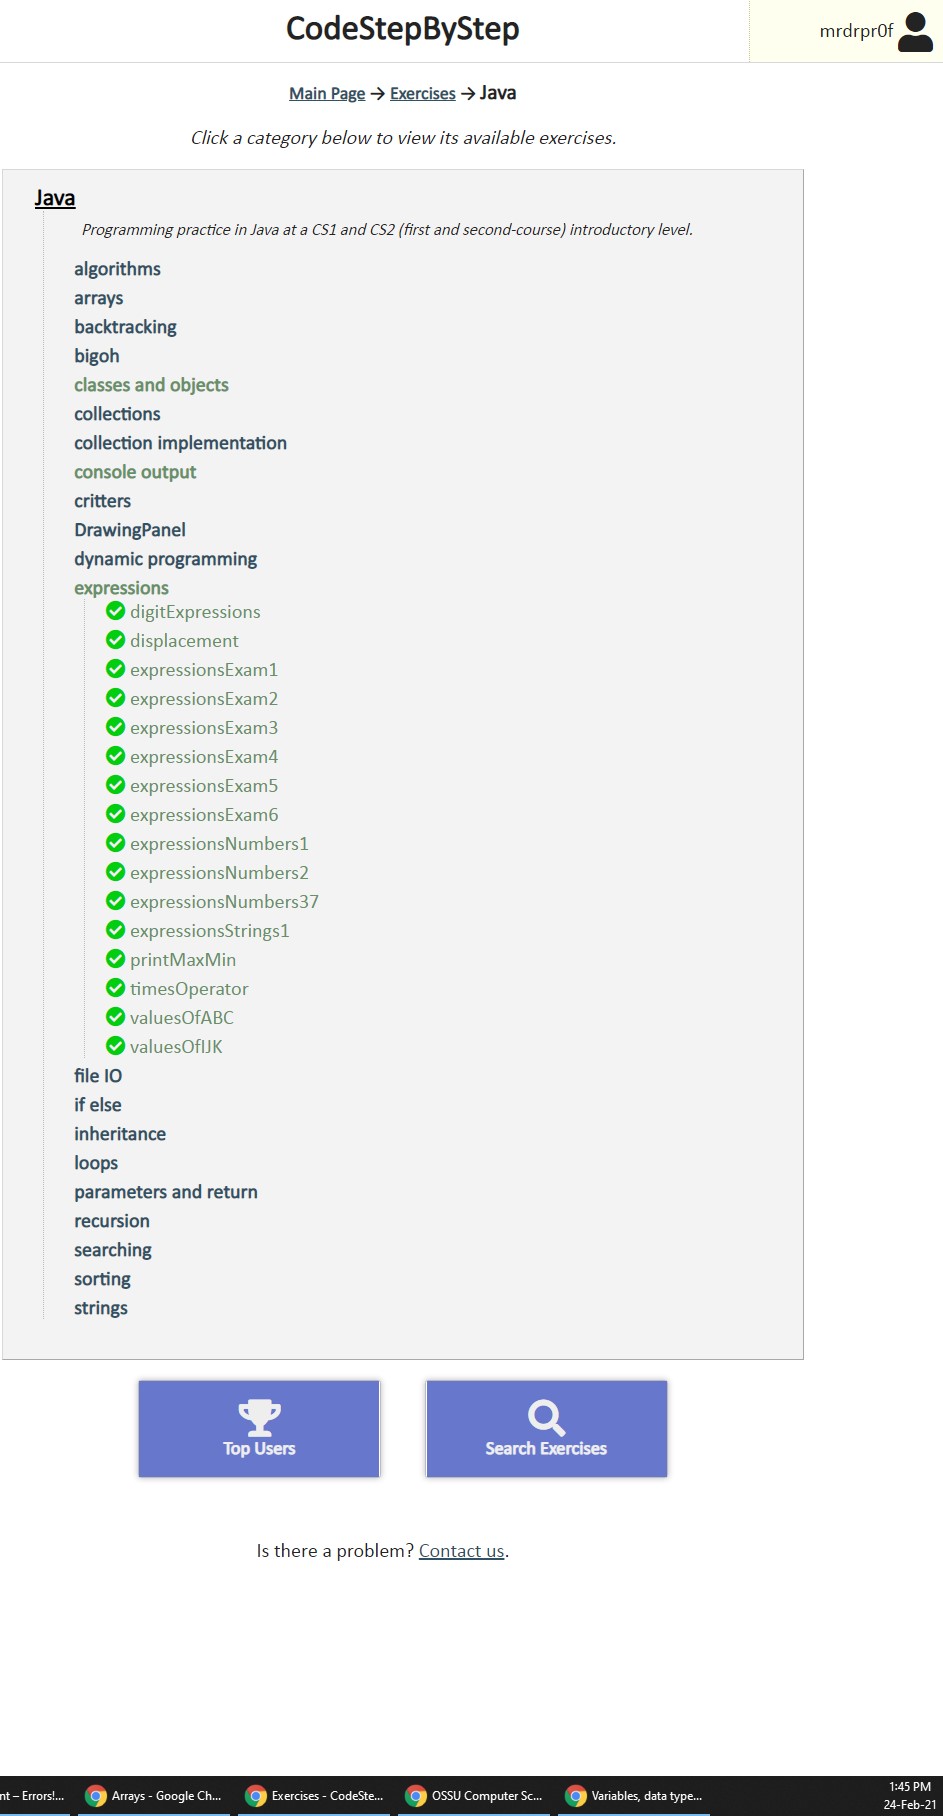 CodeStepByStep
mrdrpr0f
Main Page → Exercises → Java
Click a category below to view its available exercises.
Java
Programming practice in Java at a CS1 and CS2 (first and second-course) introductory level.
algorithms
arrays
backtracking
bigoh
classes and objects
collections
collection implementation
console output
critters
DrawingPanel
dynamic programming
expressions
digitExpressions
displacement
expressionsExam1
expressionsExam2
expressionsExam3
expressionsExam4
expressionsExam5
expressionsExam6
expressionsNumbers1
expressionsNumbers2
expressionsNumbers37
expressionsStrings1
printMaxMin
timesOperator
valuesOfABC
valuesOfIJK
file IO
if else
inheritance
loops
parameters and return
recursion
searching
sorting
strings
Top Users
Search Exercises
Is there a problem? Contact us.
nt – Errors!...
Arrays - Google Ch...
Exercises - CodeSte...
OSSU Computer Sc...
Variables, data type...
1:45 PM
24-Feb-21